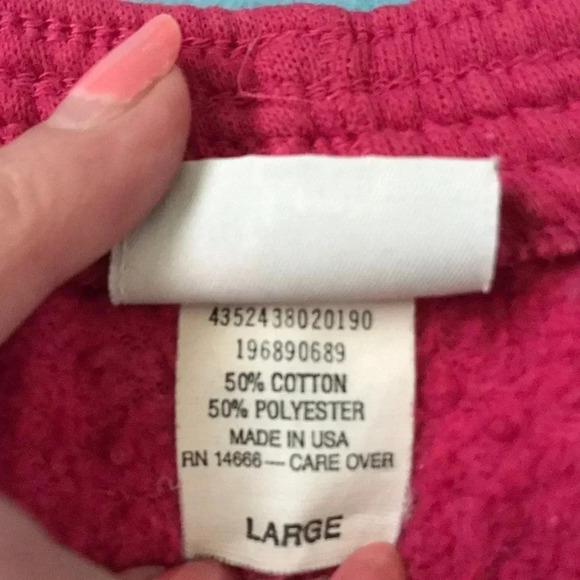 4352438020190
196890689
50% COTTON
50% POLYESTER
MADE IN USA
RN 14666 — CARE OVER
LARGE